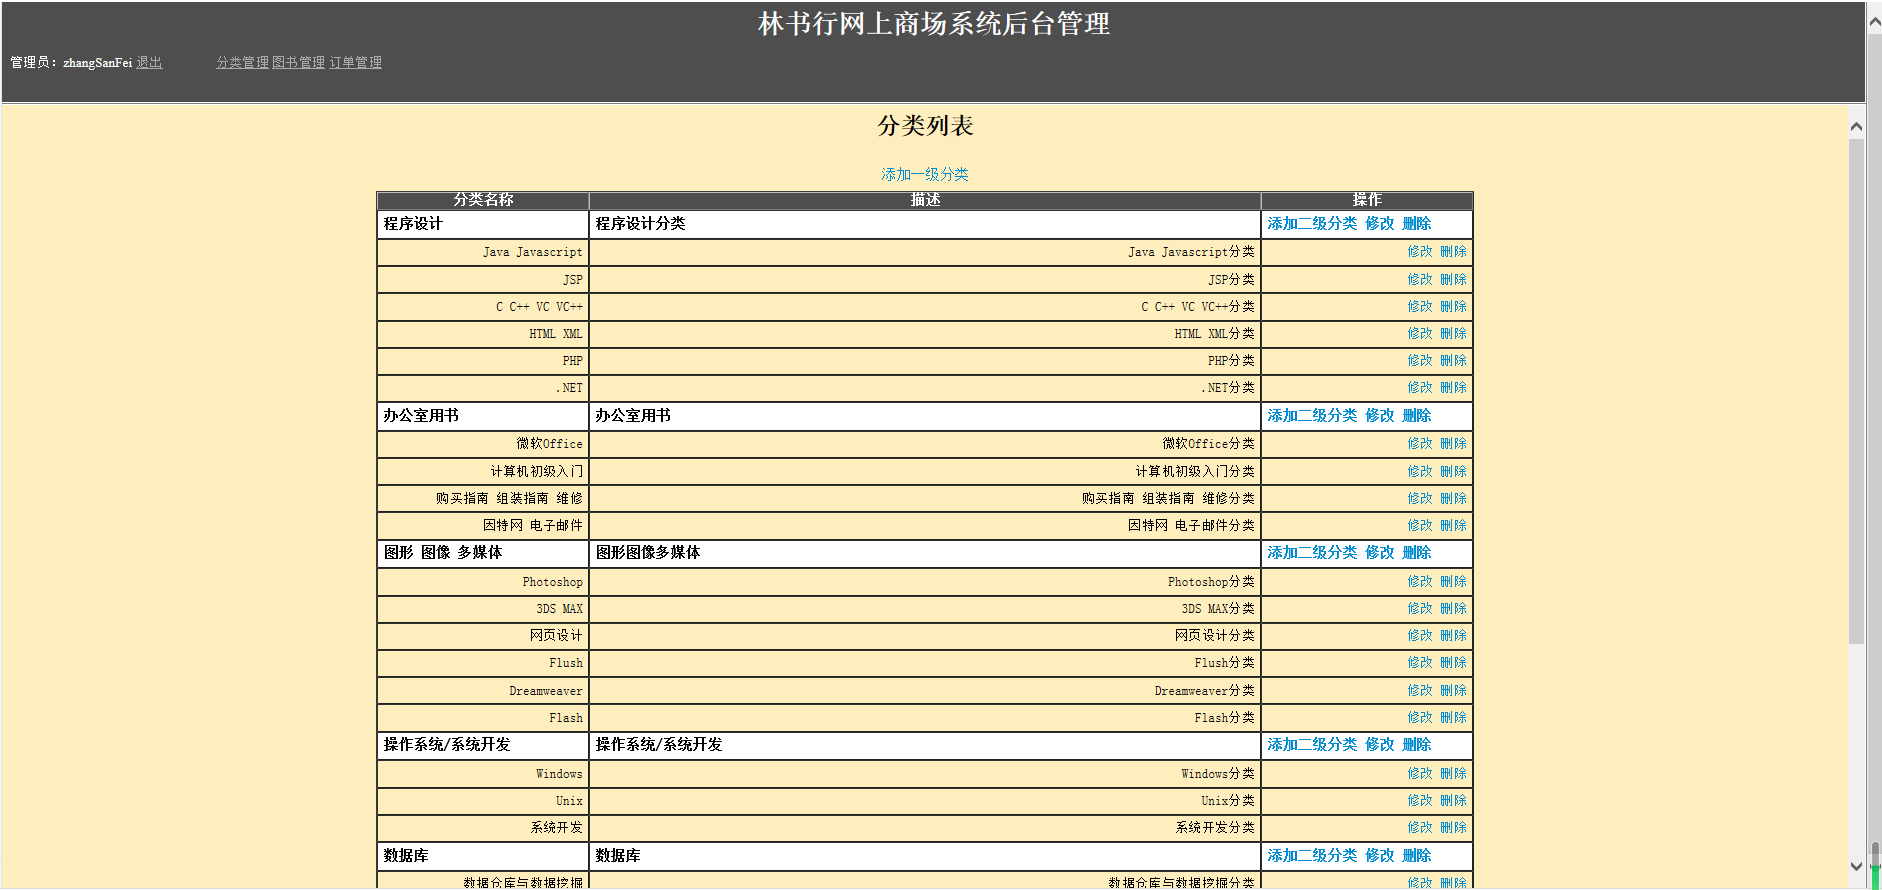 林书行网上商场系统后台管理
管理员：zhangSanFei 退出 分类管理 图书管理 订单管理
分类列表
添加一级分类
分类名称 描述 操作
程序设计 程序设计分类 添加二级分类 修改 删除
Java Javascript Java Javascript分类 修改 删除
JSP JSP分类 修改 删除
C C++ VC VC++ C C++ VC VC++分类 修改 删除
HTML XML HTML XML分类 修改 删除
PHP PHP分类 修改 删除
.NET .NET分类 修改 删除
办公室用书 办公室用书 添加二级分类 修改 删除
微软Office 微软Office分类 修改 删除
计算机初级入门 计算机初级入门分类 修改 删除
购买指南 组装指南 维修 购买指南 组装指南 维修分类 修改 删除
因特网 电子邮件 因特网 电子邮件分类 修改 删除
图形 图像 多媒体 图形图像多媒体 添加二级分类 修改 删除
Photoshop Photoshop分类 修改 删除
3DS MAX 3DS MAX分类 修改 删除
网页设计 网页设计分类 修改 删除
Flush Flush分类 修改 删除
Dreamweaver Dreamweaver分类 修改 删除
Flash Flash分类 修改 删除
操作系统/系统开发 操作系统/系统开发 添加二级分类 修改 删除
Windows Windows分类 修改 删除
Unix Unix分类 修改 删除
系统开发 系统开发分类 修改 删除
数据库 数据库 添加二级分类 修改 删除
数据仓库与数据挖掘 数据仓库与数据挖掘分类 修改 删除